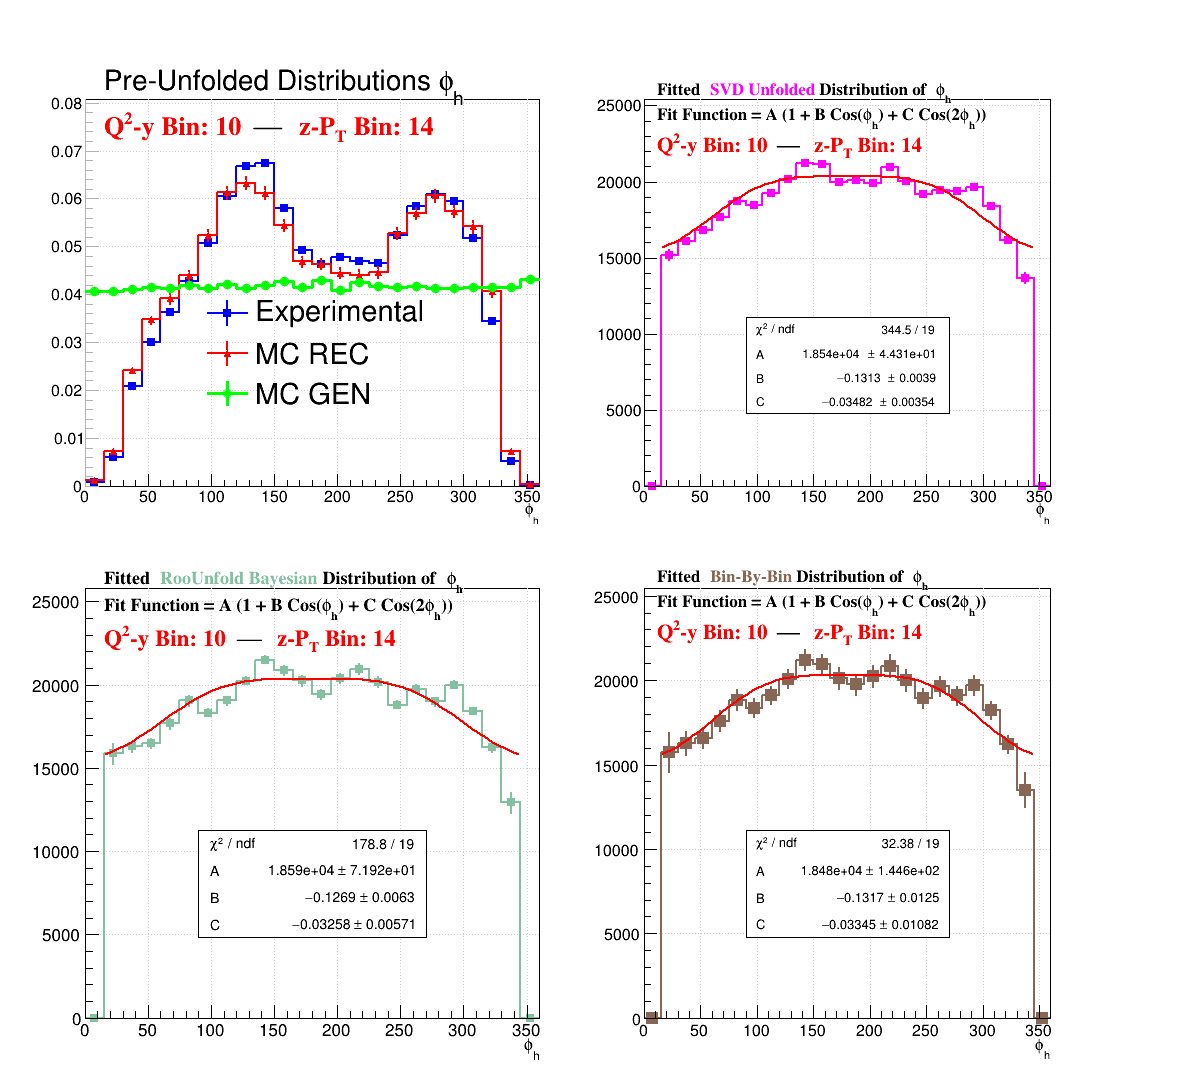 Pre-Unfolded Distributions ϕh
Q²-y Bin: 10 — z-PT Bin: 14
0.08
0.07
0.06
0.05
0.04
0.03
0.02
0.01
0
Experimental
MC REC
MC GEN
0 50 100 150 200 250 300 350
ϕh
Fitted SVD Unfolded Distribution of ϕh
Fit Function = A (1 + B Cos(ϕh) + C Cos(2ϕh))
Q²-y Bin: 10 — z-PT Bin: 14
25000
20000
15000
10000
5000
0
χ² / ndf 344.5 / 19
A 1.854e+04 ± 4.431e+01
B −0.1313 ± 0.0039
C −0.03482 ± 0.00354
0 50 100 150 200 250 300 350
ϕh
Fitted RooUnfold Bayesian Distribution of ϕh
Fit Function = A (1 + B Cos(ϕh) + C Cos(2ϕh))
Q²-y Bin: 10 — z-PT Bin: 14
25000
20000
15000
10000
5000
0
χ² / ndf 178.8 / 19
A 1.859e+04 ± 7.192e+01
B −0.1269 ± 0.0063
C −0.03258 ± 0.00571
0 50 100 150 200 250 300 350
ϕh
Fitted Bin-By-Bin Distribution of ϕh
Fit Function = A (1 + B Cos(ϕh) + C Cos(2ϕh))
Q²-y Bin: 10 — z-PT Bin: 14
25000
20000
15000
10000
5000
0
χ² / ndf 32.38 / 19
A 1.848e+04 ± 1.446e+02
B −0.1317 ± 0.0125
C −0.03345 ± 0.01082
0 50 100 150 200 250 300 350
ϕh